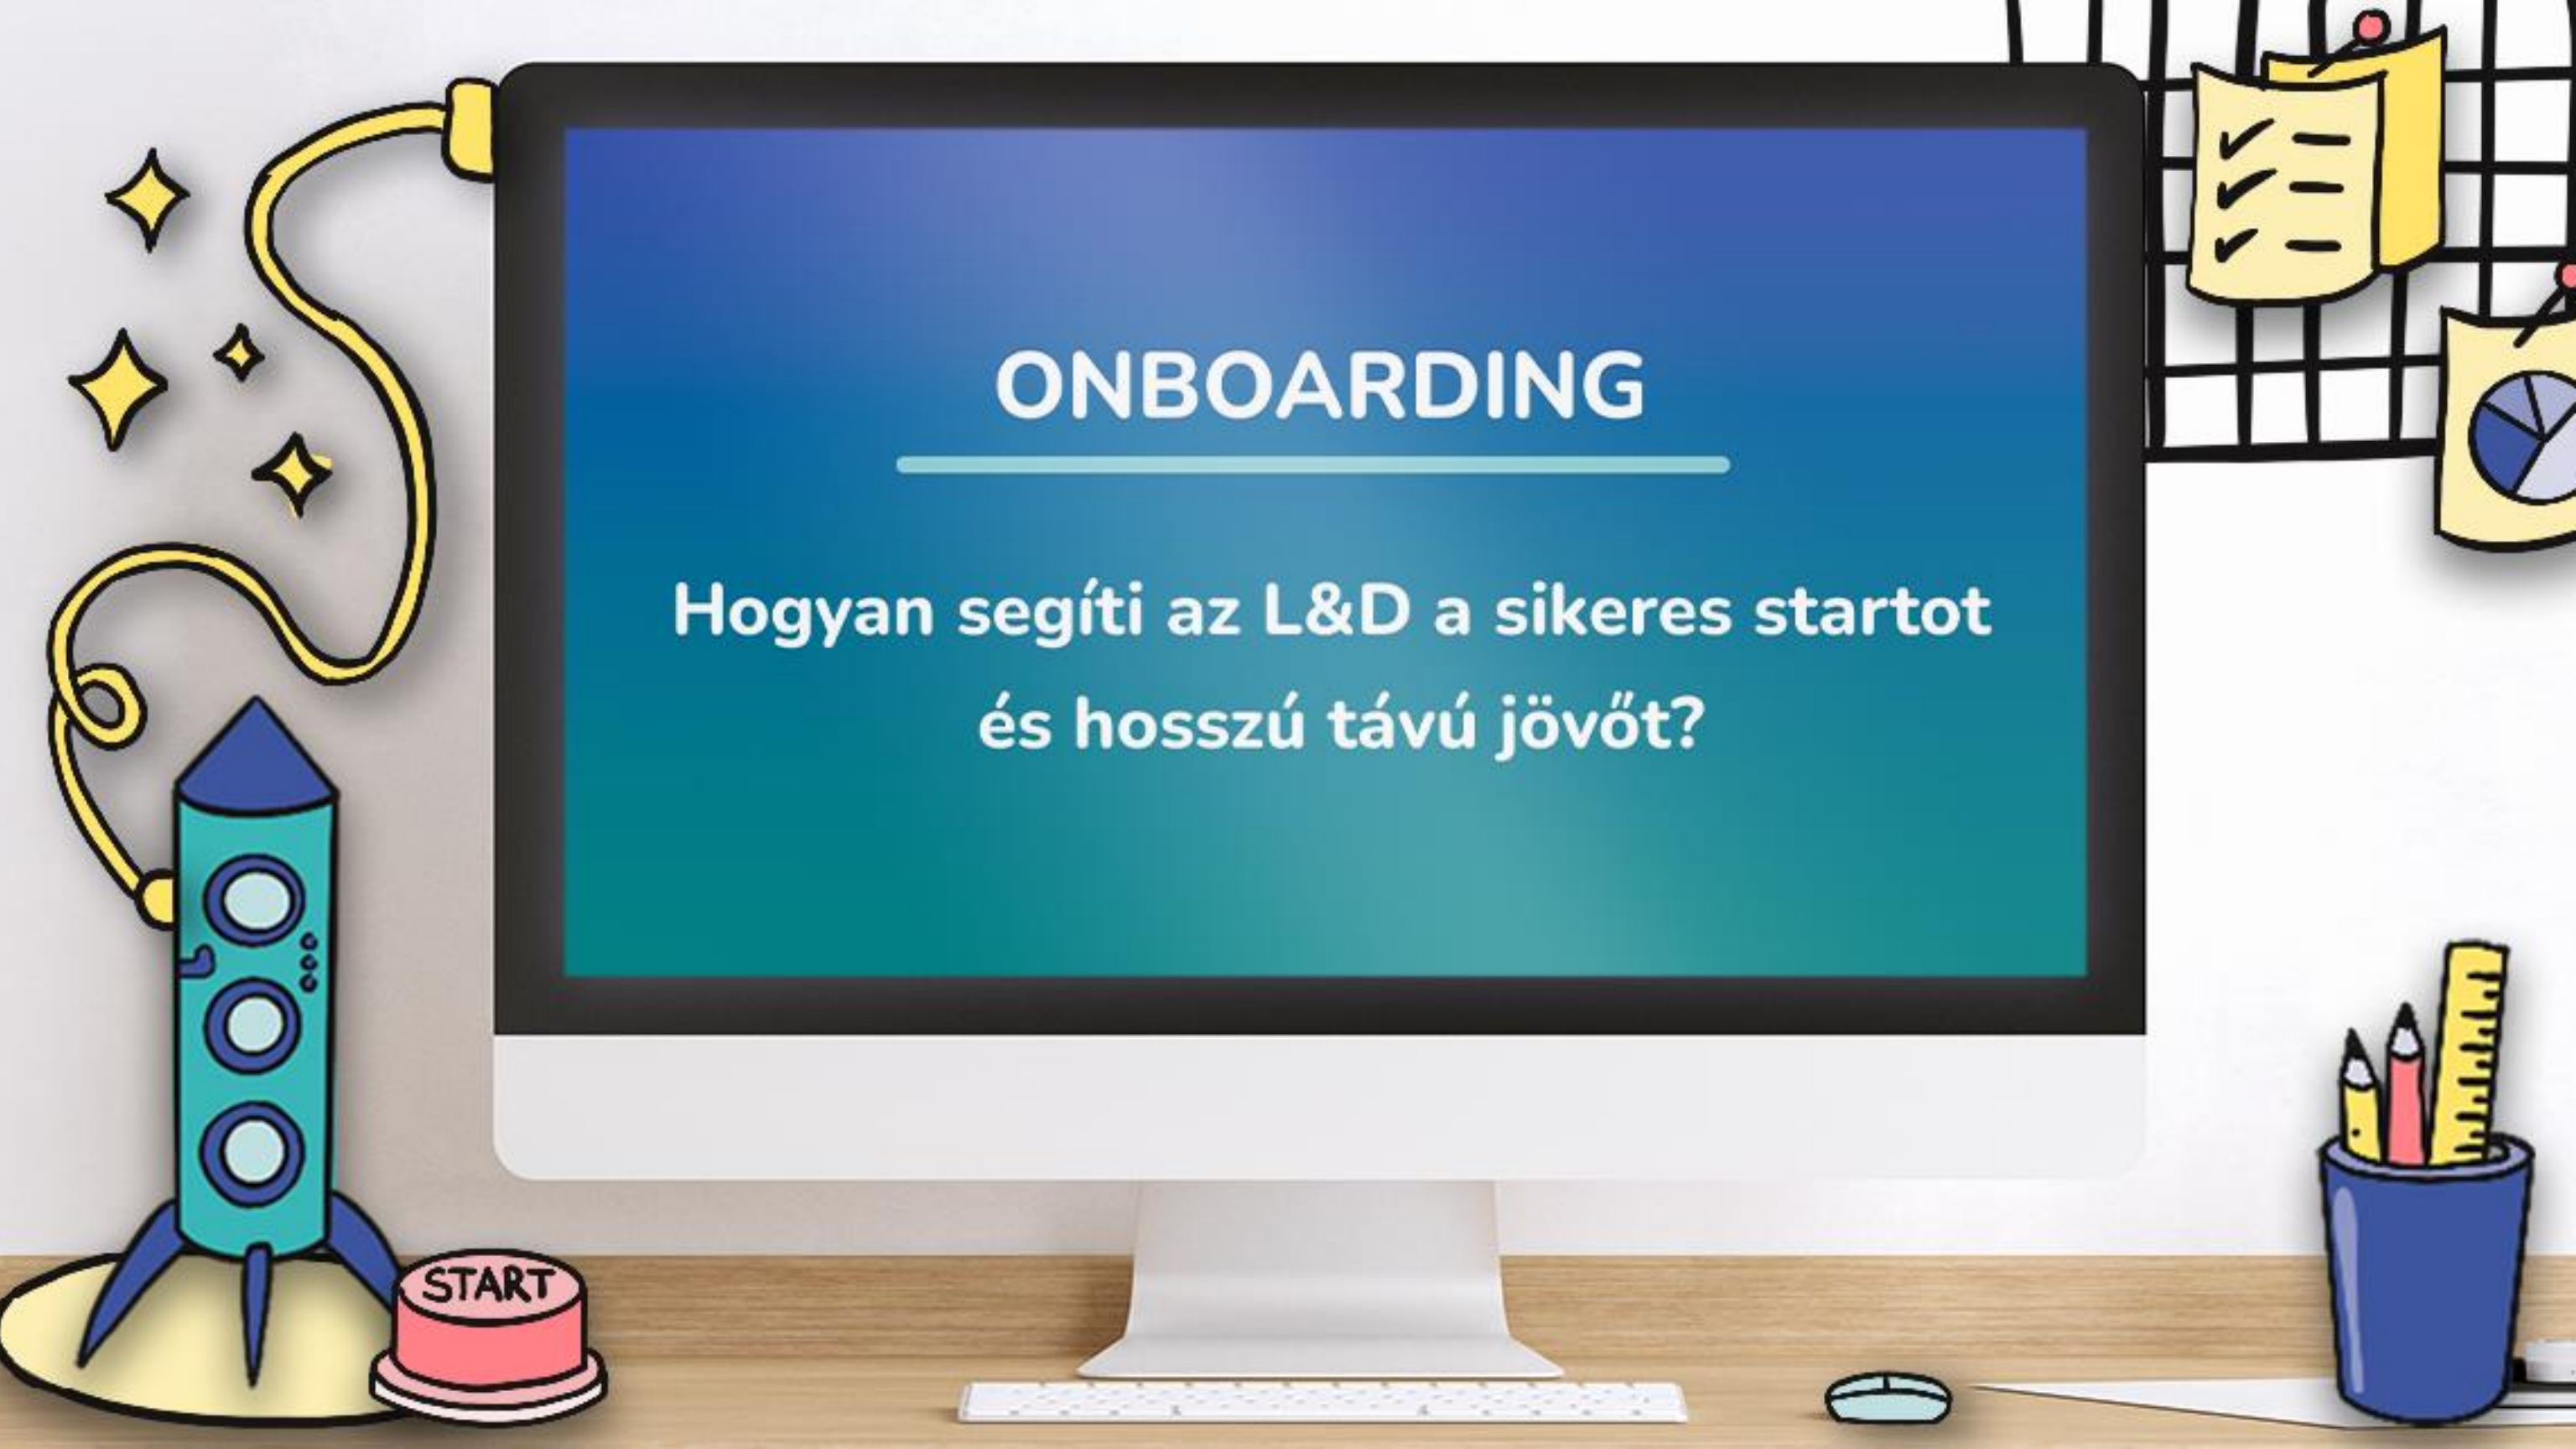 ONBOARDING
Hogyan segíti az L&D a sikeres startot
és hosszú távú jövőt?
START